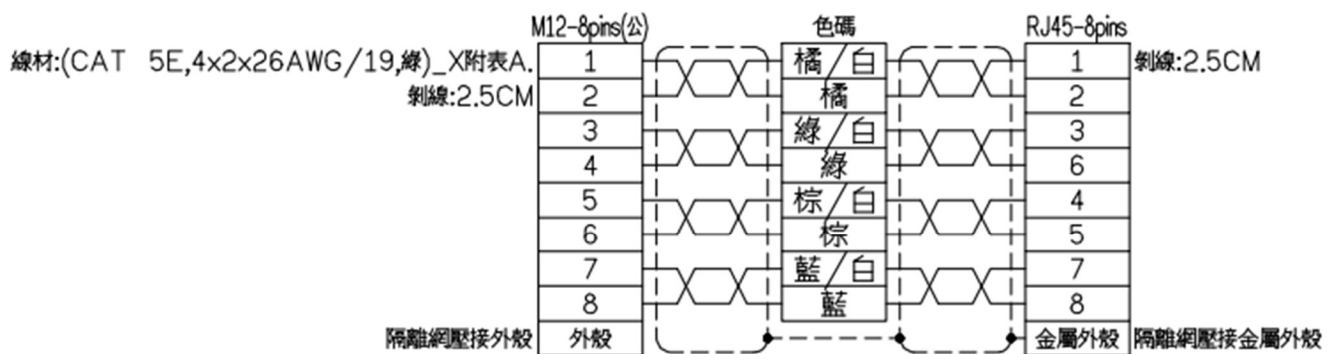 M12-8pins(公) 色碼 RJ45-8pins
線材:(CAT 5E,4x2x26AWG/19,綠)_X附表A. 1 橘/白 1 剝線:2.5CM
剝線:2.5CM 2 橘 2
3 綠/白 3
4 綠 6
5 棕/白 4
6 棕 5
7 藍/白 7
8 藍 8
隔離網壓接外殼 外殼 金屬外殼 隔離網壓接金屬外殼